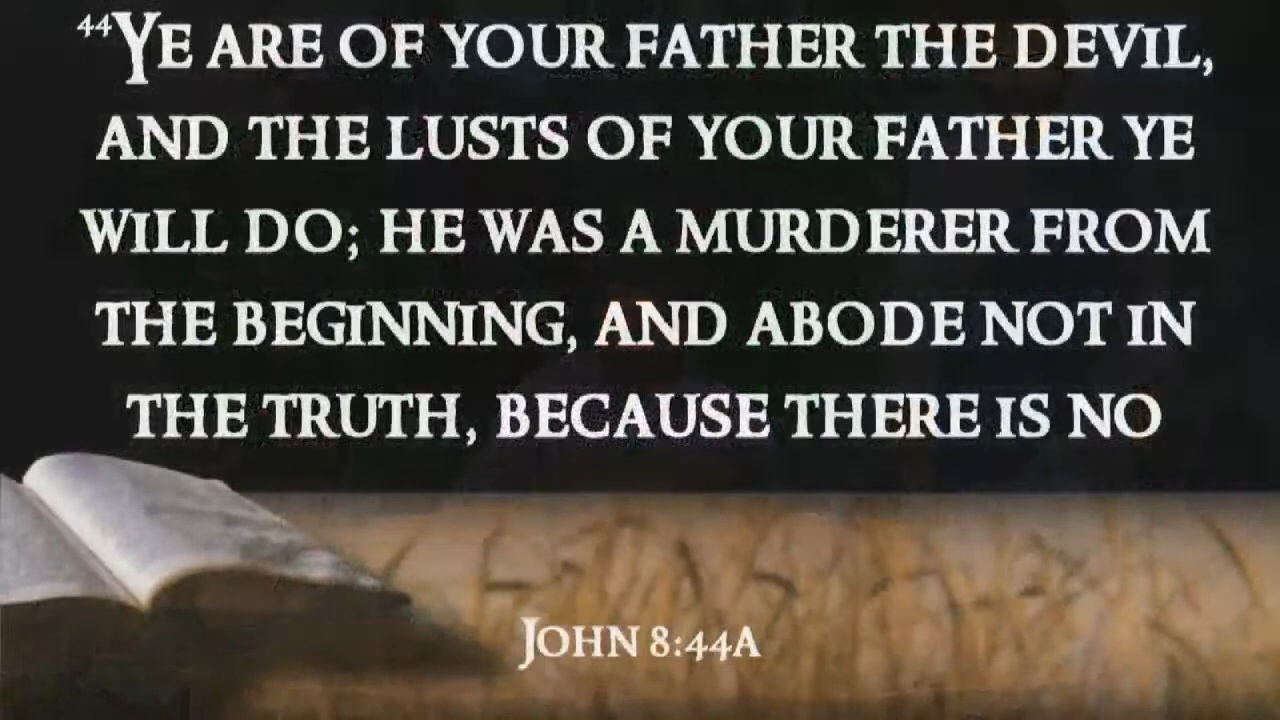 44YE ARE OF YOUR FATHER THE DEVIL,
AND THE LUSTS OF YOUR FATHER YE
WILL DO; HE WAS A MURDERER FROM
THE BEGINNING, AND ABODE NOT IN
THE TRUTH, BECAUSE THERE IS NO
JOHN 8:44A